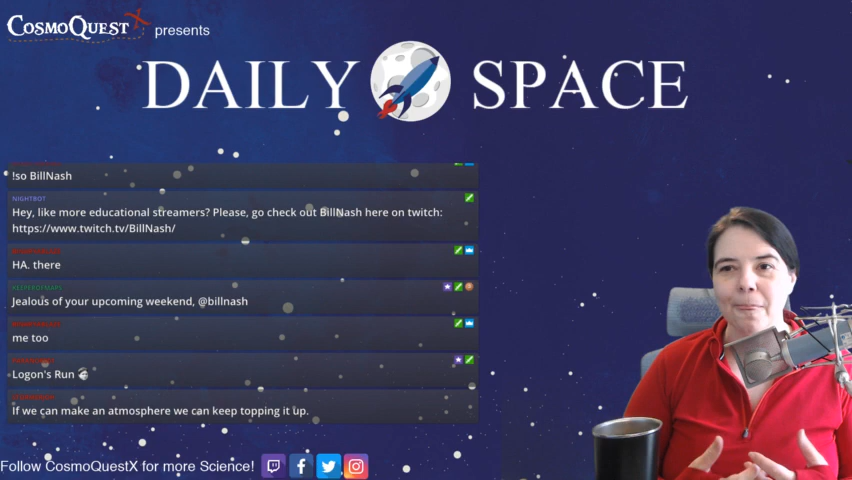 COSMOQUEST X presents
DAILY SPACE
!so BillNash
NIGHTBOT
Hey, like more educational streamers? Please, go check out BillNash here on twitch:
https://www.twitch.tv/BillNash/
HA. there
Jealous of your upcoming weekend, @billnash
me too
Logon's Run
If we can make an atmosphere we can keep topping it up.
Follow CosmoQuestX for more Science!